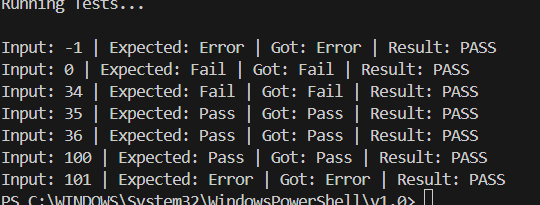 Running Tests...
Input: -1 | Expected: Error | Got: Error | Result: PASS
Input: 0 | Expected: Fail | Got: Fail | Result: PASS
Input: 34 | Expected: Fail | Got: Fail | Result: PASS
Input: 35 | Expected: Pass | Got: Pass | Result: PASS
Input: 36 | Expected: Pass | Got: Pass | Result: PASS
Input: 100 | Expected: Pass | Got: Pass | Result: PASS
Input: 101 | Expected: Error | Got: Error | Result: PASS
PS C:\WINDOWS\System32\WindowsPowerShell\v1.0>